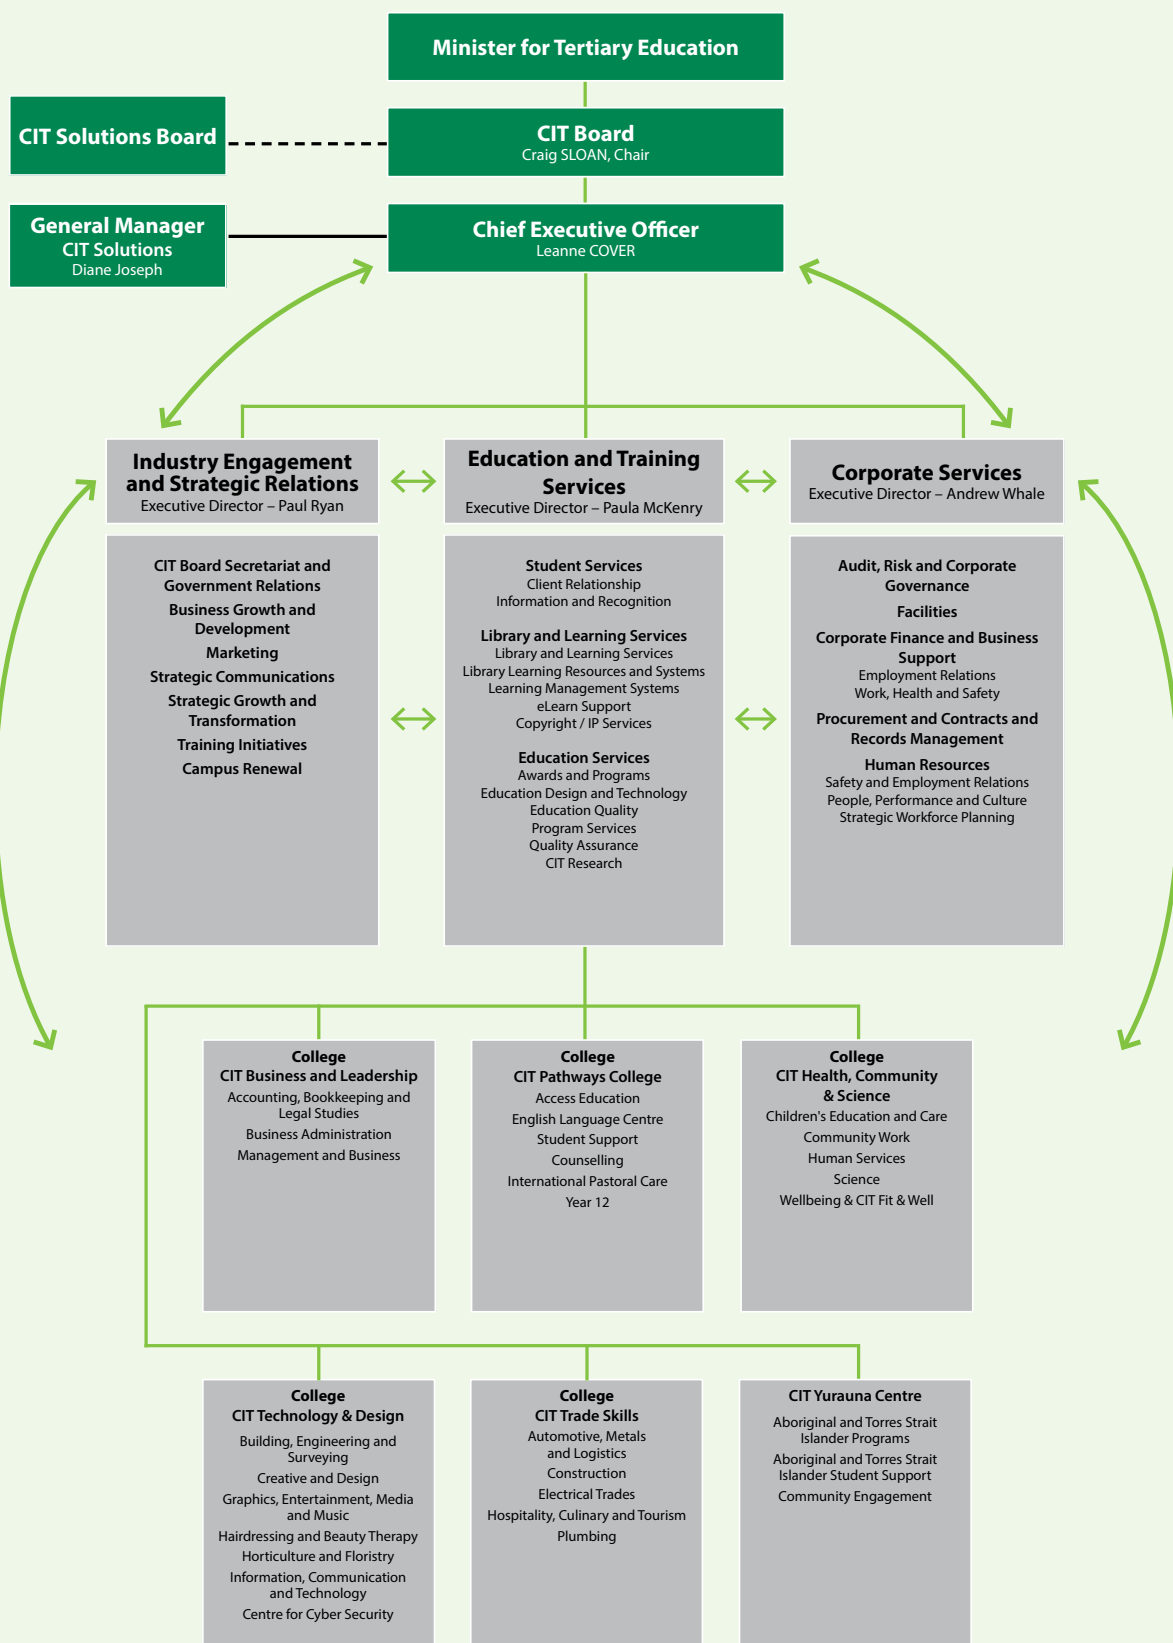 Minister for Tertiary Education
CIT Solutions Board
CIT Board
Craig SLOAN, Chair
General Manager
CIT Solutions
Diane Joseph
Chief Executive Officer
Leanne COVER
Industry Engagement
and Strategic Relations
Executive Director – Paul Ryan
Education and Training
Services
Executive Director – Paula McKenry
Corporate Services
Executive Director – Andrew Whale
CIT Board Secretariat and
Government Relations
Business Growth and
Development
Marketing
Strategic Communications
Strategic Growth and
Transformation
Training Initiatives
Campus Renewal
Student Services
Client Relationship
Information and Recognition
Library and Learning Services
Library and Learning Services
Library Learning Resources and Systems
Learning Management Systems
eLearn Support
Copyright / IP Services
Education Services
Awards and Programs
Education Design and Technology
Education Quality
Program Services
Quality Assurance
CIT Research
Audit, Risk and Corporate
Governance
Facilities
Corporate Finance and Business
Support
Employment Relations
Work, Health and Safety
Procurement and Contracts and
Records Management
Human Resources
Safety and Employment Relations
People, Performance and Culture
Strategic Workforce Planning
College
CIT Business and Leadership
Accounting, Bookkeeping and
Legal Studies
Business Administration
Management and Business
College
CIT Pathways College
Access Education
English Language Centre
Student Support
Counselling
International Pastoral Care
Year 12
College
CIT Health, Community
& Science
Children's Education and Care
Community Work
Human Services
Science
Wellbeing & CIT Fit & Well
College
CIT Technology & Design
Building, Engineering and
Surveying
Creative and Design
Graphics, Entertainment, Media
and Music
Hairdressing and Beauty Therapy
Horticulture and Floristry
Information, Communication
and Technology
Centre for Cyber Security
College
CIT Trade Skills
Automotive, Metals
and Logistics
Construction
Electrical Trades
Hospitality, Culinary and Tourism
Plumbing
CIT Yurauna Centre
Aboriginal and Torres Strait
Islander Programs
Aboriginal and Torres Strait
Islander Student Support
Community Engagement